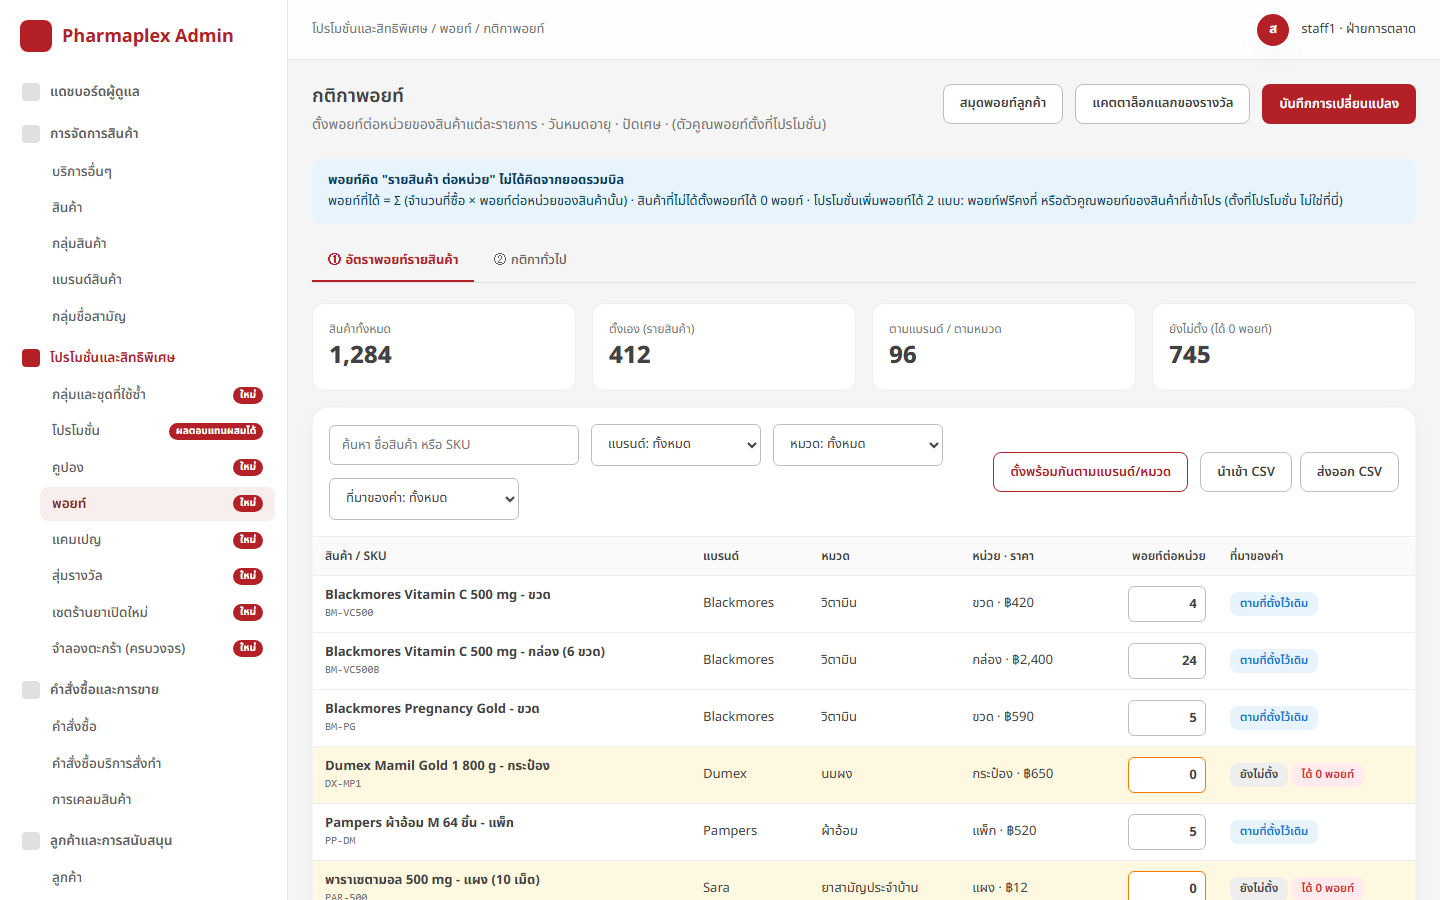 Pharmaplex Admin
แดชบอร์ดผู้ดูแล
การจัดการสินค้า
บริการอื่นๆ
สินค้า
กลุ่มสินค้า
แบรนด์สินค้า
กลุ่มชื่อสามัญ
โปรโมชั่นและสิทธิพิเศษ
กลุ่มและชุดที่ใช้ซ้ำ ใหม่
โปรโมชั่น ผลตอบแทนผสมได้
คูปอง ใหม่
พอยท์ ใหม่
แคมเปญ ใหม่
สุ่มรางวัล ใหม่
เซตร้านยาเปิดใหม่ ใหม่
จำลองตะกร้า (ครบวงจร) ใหม่
คำสั่งซื้อและการขาย
คำสั่งซื้อ
คำสั่งซื้อบริการสั่งทำ
การเคลมสินค้า
ลูกค้าและการสนับสนุน
ลูกค้า
โปรโมชั่นและสิทธิพิเศษ / พอยท์ / กติกาพอยท์
ส staff1 · ฝ่ายการตลาด
กติกาพอยท์
ตั้งพอยท์ต่อหน่วยของสินค้าแต่ละรายการ · วันหมดอายุ · ปัดเศษ · (ตัวคูณพอยท์ตั้งที่โปรโมชั่น)
สมุดพอยท์ลูกค้า แคตตาล็อกแลกของรางวัล บันทึกการเปลี่ยนแปลง
พอยท์คิด "รายสินค้า ต่อหน่วย" ไม่ได้คิดจากยอดรวมบิล
พอยท์ที่ได้ = Σ (จำนวนที่ซื้อ × พอยท์ต่อหน่วยของสินค้านั้น) · สินค้าที่ไม่ได้ตั้งพอยท์ได้ 0 พอยท์ · โปรโมชั่นเพิ่มพอยท์ได้ 2 แบบ: พอยท์ฟรีคงที่ หรือตัวคูณพอยท์ของสินค้าที่เข้าโปร (ตั้งที่โปรโมชั่น ไม่ใช่ที่นี่)
① อัตราพอยท์รายสินค้า ② กติกาทั่วไป
สินค้าทั้งหมด
1,284
ตั้งเอง (รายสินค้า)
412
ตามแบรนด์ / ตามหมวด
96
ยังไม่ตั้ง (ได้ 0 พอยท์)
745
ค้นหา ชื่อสินค้า หรือ SKU แบรนด์: ทั้งหมด หมวด: ทั้งหมด
ที่มาของค่า: ทั้งหมด
ตั้งพร้อมกันตามแบรนด์/หมวด นำเข้า CSV ส่งออก CSV
สินค้า / SKU แบรนด์ หมวด หน่วย · ราคา พอยท์ต่อหน่วย ที่มาของค่า
Blackmores Vitamin C 500 mg - ขวด
BM-VC500
Blackmores วิตามิน ขวด · ฿420 4 ตามที่ตั้งไว้เดิม
Blackmores Vitamin C 500 mg - กล่อง (6 ขวด)
BM-VC500B
Blackmores วิตามิน กล่อง · ฿2,400 24 ตามที่ตั้งไว้เดิม
Blackmores Pregnancy Gold - ขวด
BM-PG
Blackmores วิตามิน ขวด · ฿590 5 ตามที่ตั้งไว้เดิม
Dumex Mamil Gold 1 800 g - กระป๋อง
DX-MP1
Dumex นมผง กระป๋อง · ฿650 0 ยังไม่ตั้ง ได้ 0 พอยท์
Pampers ผ้าอ้อม M 64 ชิ้น - แพ็ก
PP-DM
Pampers ผ้าอ้อม แพ็ก · ฿520 5 ตามที่ตั้งไว้เดิม
พาราเซตามอล 500 mg - แผง (10 เม็ด)
PAR-500
Sara ยาสามัญประจำบ้าน แผง · ฿12 0 ยังไม่ตั้ง ได้ 0 พอยท์